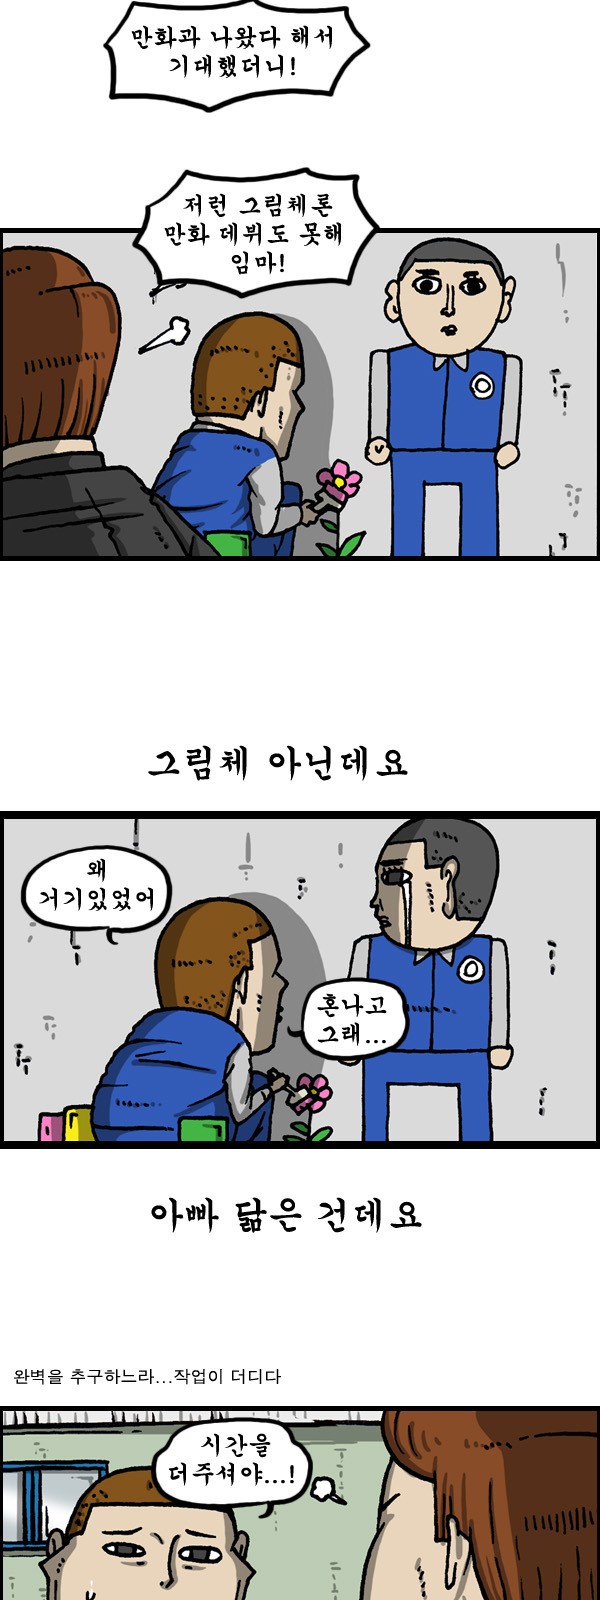 만화과 나왔다 해서
기대했더니!
저런 그림체론
만화 데뷔도 못해
임마!
그림체 아닌데요
왜
거기있었어
혼나고
그래...
아빠 닮은 건데요
완벽을 추구하느라...작업이 더디다
시간을
더주셔야...!